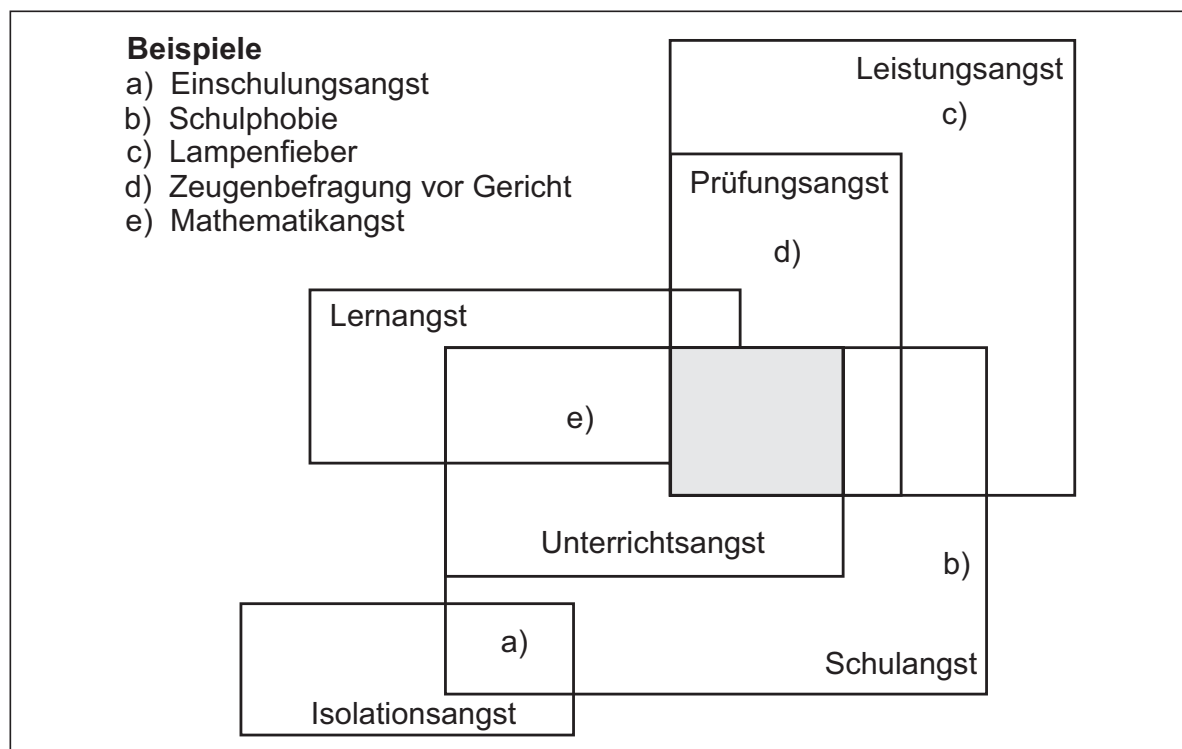 Beispiele
a) Einschulungsangst
b) Schulphobie
c) Lampenfieber
d) Zeugenbefragung vor Gericht
e) Mathematikangst
Leistungsangst
c)
Prüfungsangst
d)
Lernangst
e)
Unterrichtsangst
b)
a)
Schulangst
Isolationsangst